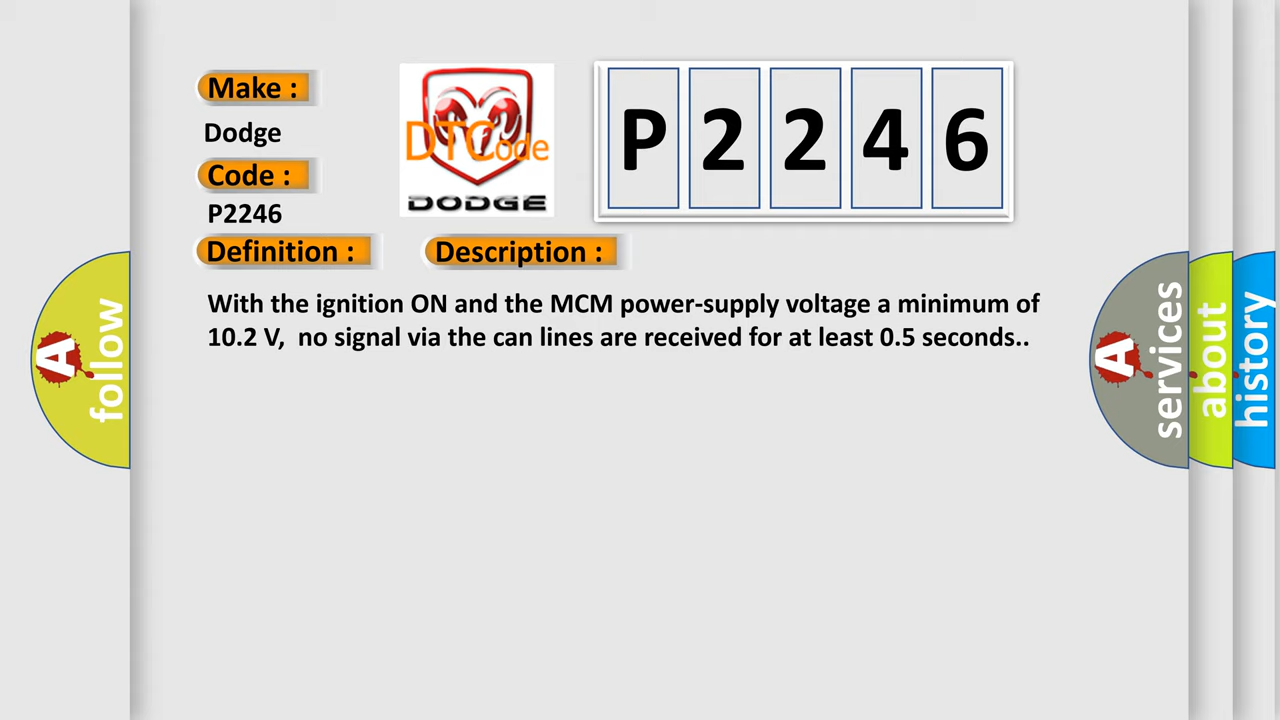 Make :
Dodge
Code :
P2246
DTCode
DODGE
P 2 2 4 6
Definition :
Description :
With the ignition ON and the MCM power-supply voltage a minimum of
10.2 V, no signal via the can lines are received for at least 0.5 seconds..
A
follow
A
services
about
history